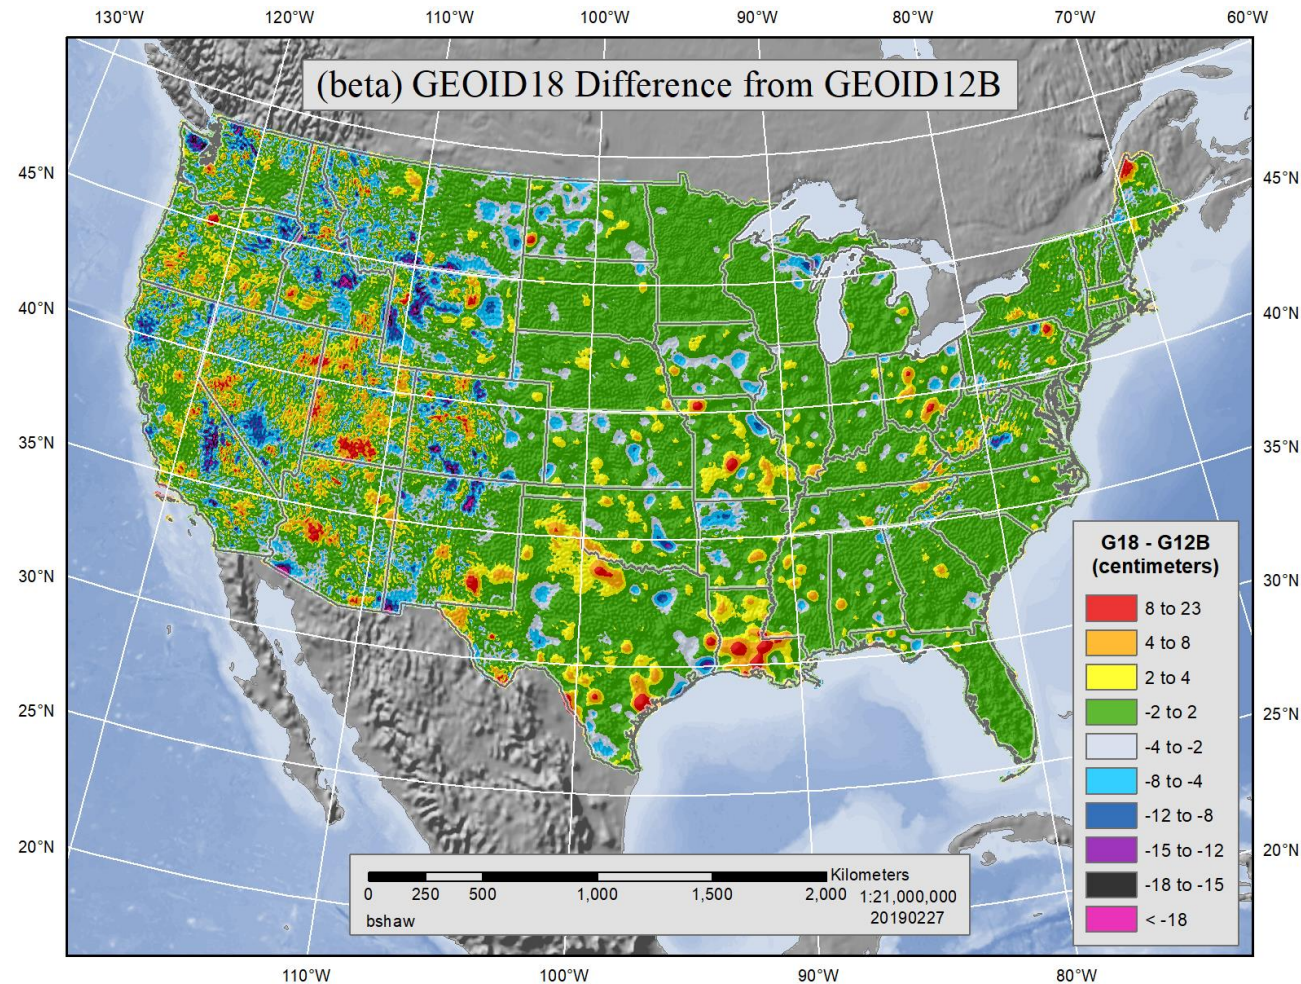 130°W 120°W 110°W 100°W 90°W 80°W 70°W 60°W
(beta) GEOID18 Difference from GEOID12B
45°N 45°N
40°N 40°N
35°N 35°N
30°N 30°N
25°N 25°N
20°N 20°N
G18 - G12B
(centimeters)
8 to 23
4 to 8
2 to 4
-2 to 2
-4 to -2
-8 to -4
-12 to -8
-15 to -12
-18 to -15
< -18
Kilometers
0 250 500 1,000 1,500 2,000 1:21,000,000
bshaw 20190227
110°W 100°W 90°W 80°W